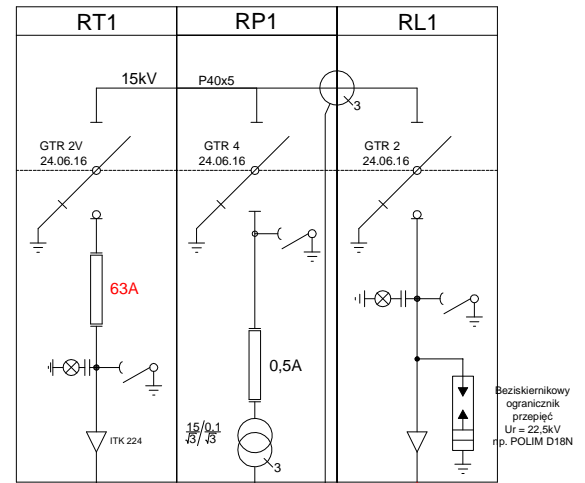 RT1
RP1
RL1
15kV
P40x5
3
GTR 2V
24.06.16
GTR 4
24.06.16
GTR 2
24.06.16
63A
0,5A
ITK 224
15/√3/0,1/√3
3
Beziskiernikowy
ogranicznik
przepięć
Ur = 22,5kV
np. POLIM D18N